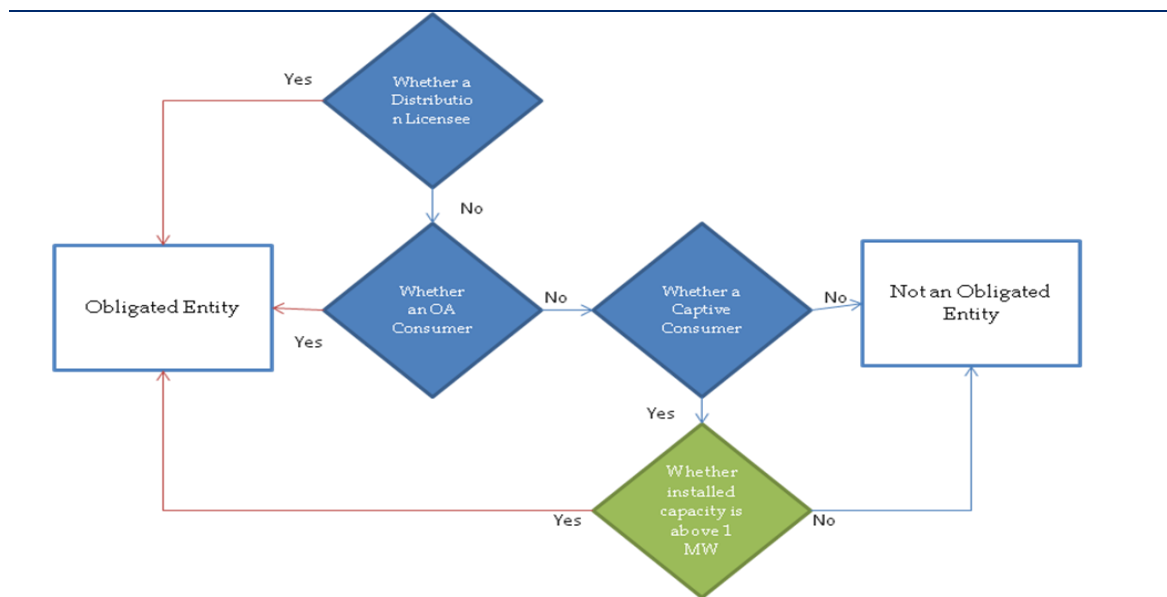 Yes
Whether a
Distributio
n Licensee
No
Obligated Entity
Yes
Whether
an OA
Consumer
No
Whether a
Captive
Consumer
No
Not an Obligated
Entity
Yes
Yes
Whether
installed
capacity is
above 1
MW
No